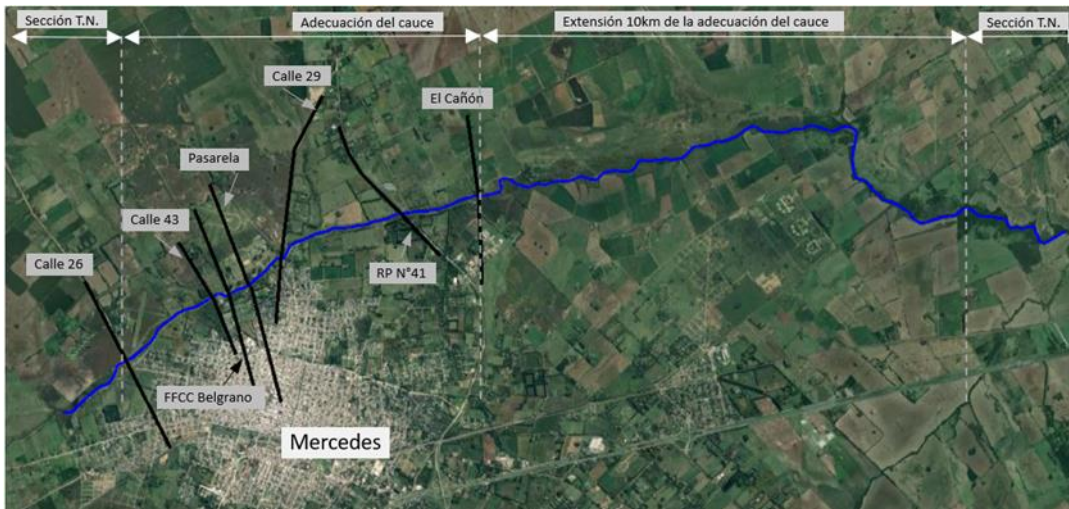 Sección T.N.
Adecuación del cauce
Extensión 10km de la adecuación del cauce
Sección T.N.
Calle 29
El Cañón
Pasarela
Calle 43
Calle 26
RP N°41
FFCC Belgrano
Mercedes